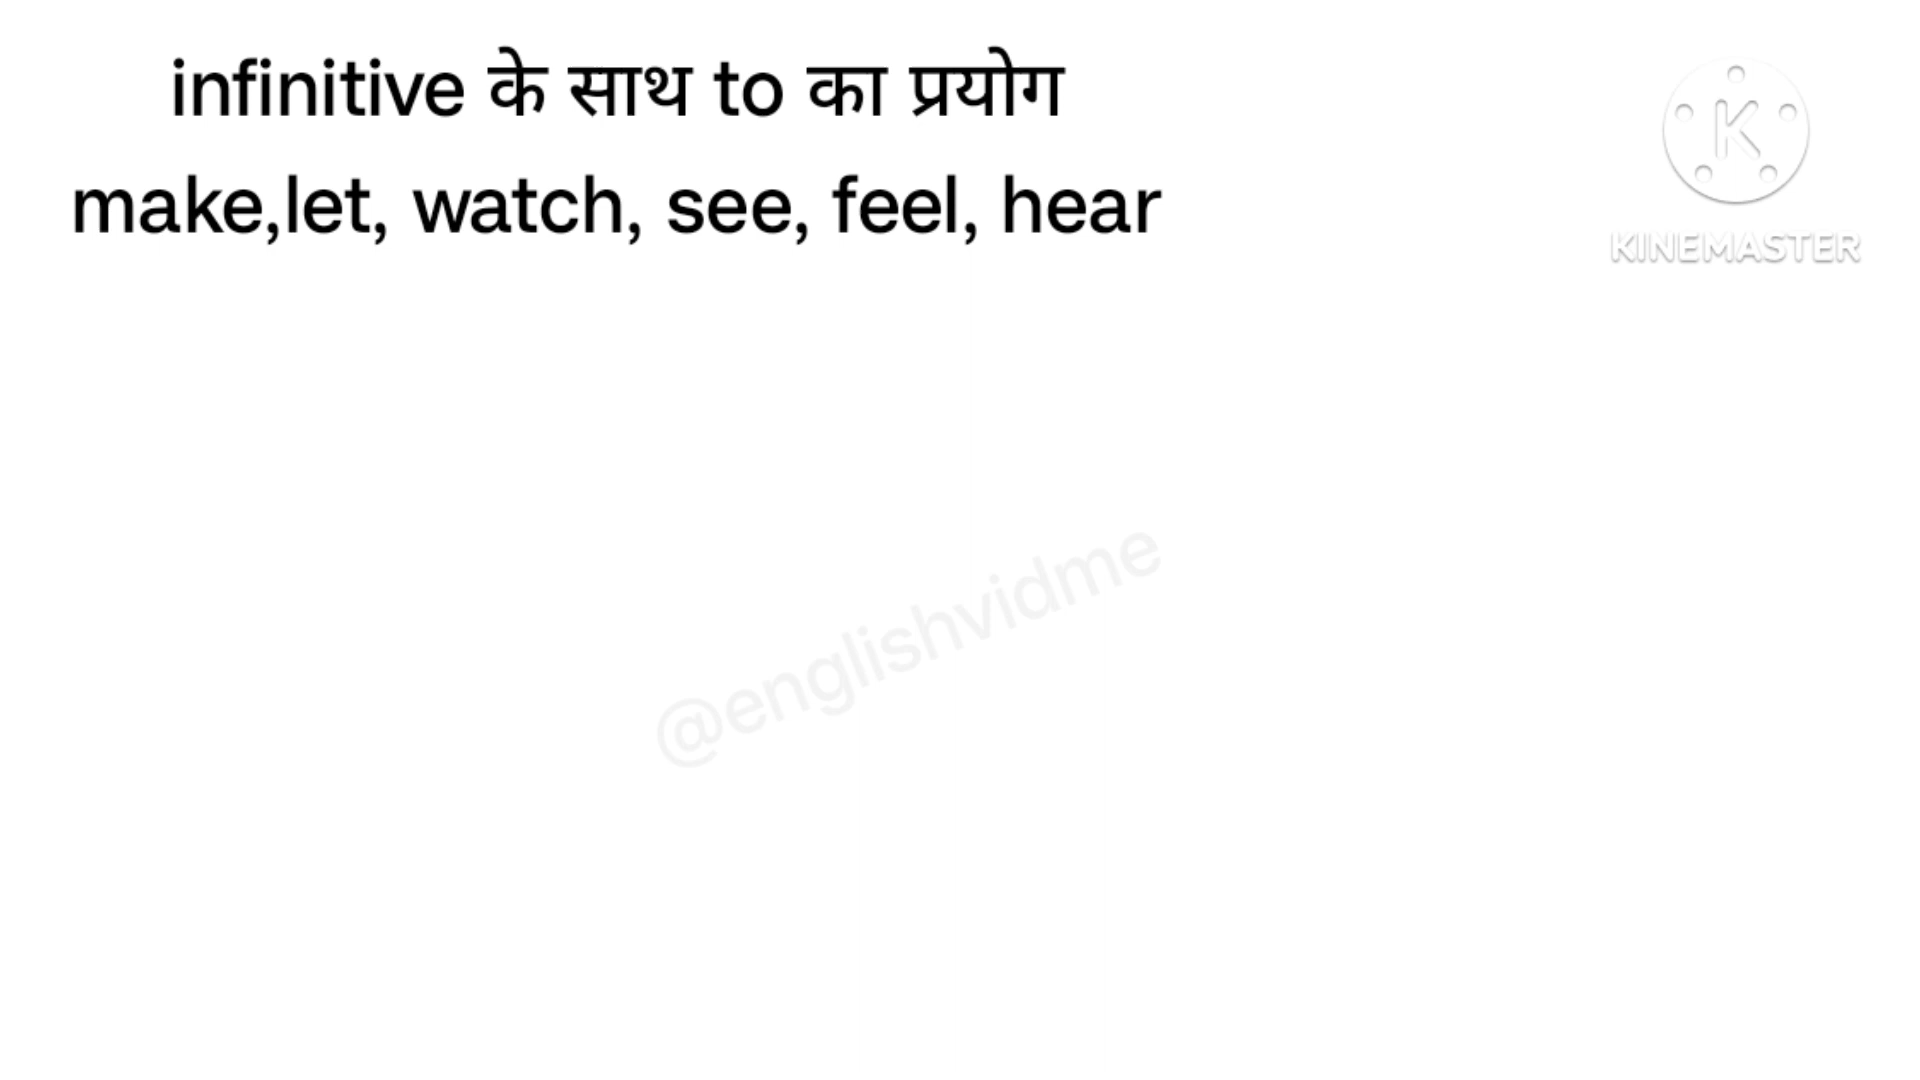 infinitive के साथ to का प्रयोग
make,let, watch, see, feel, hear
KINEMASTER
@englishvidme